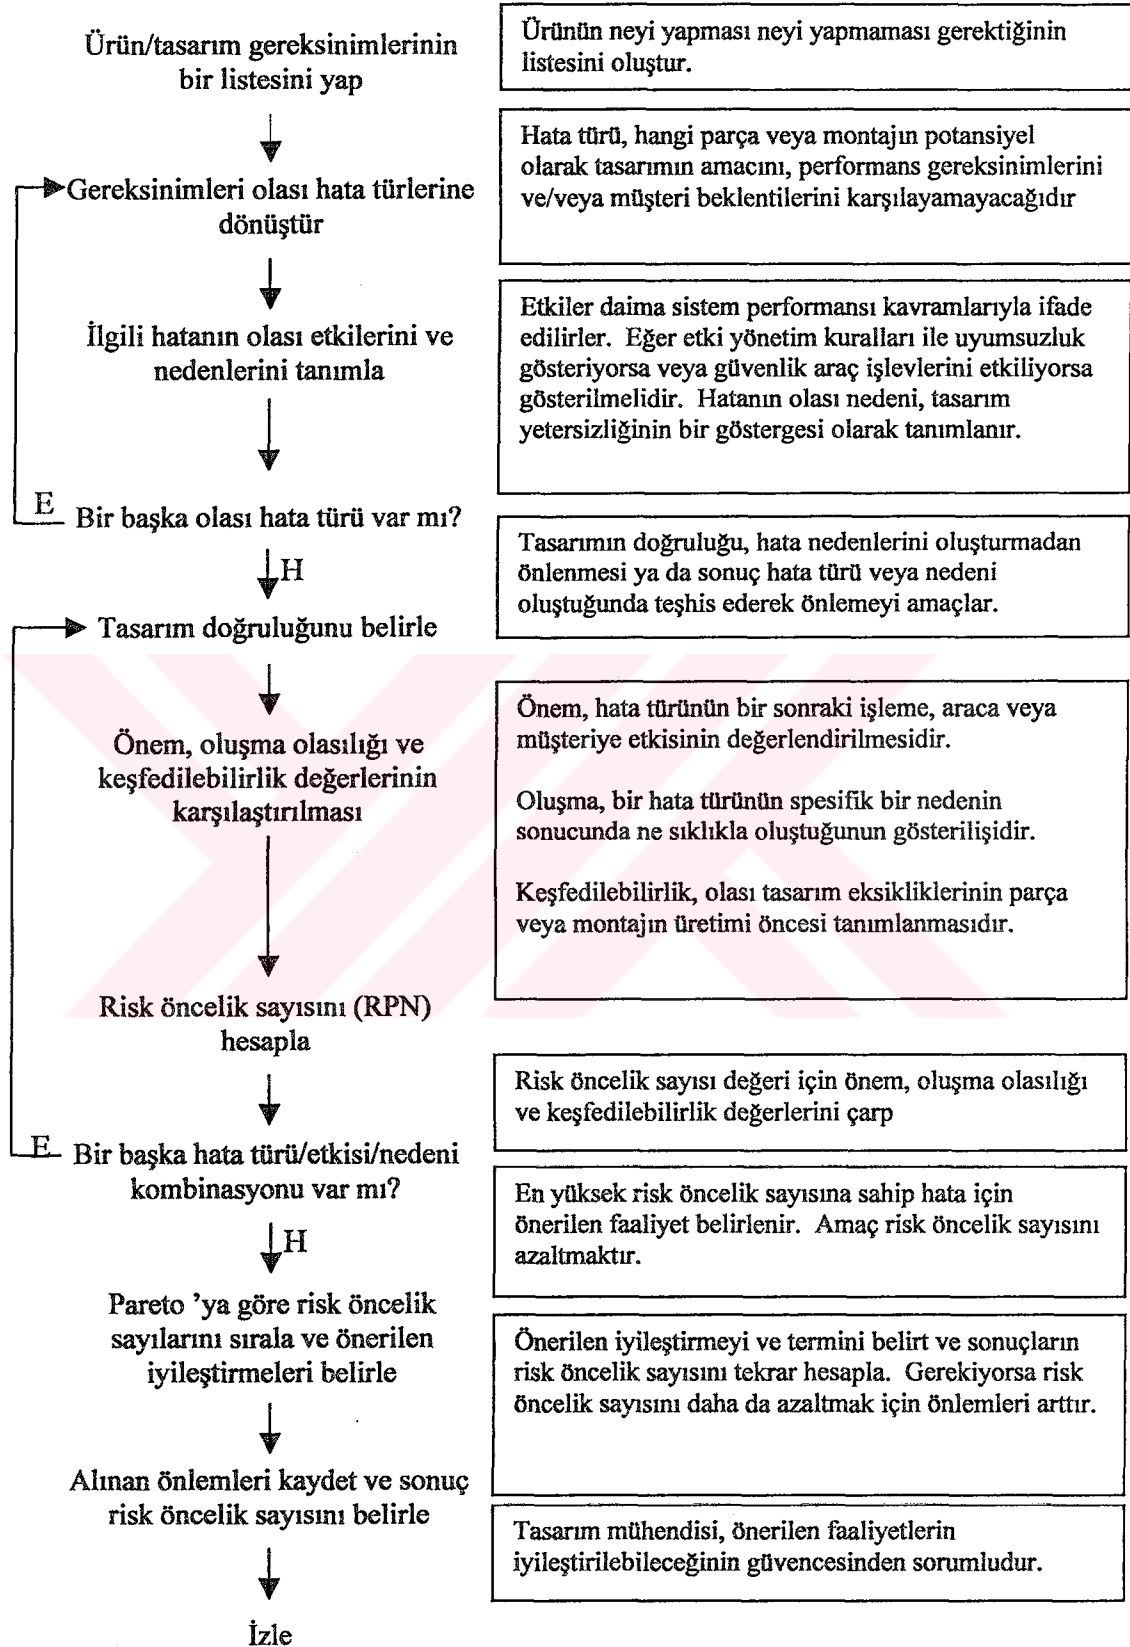 Ürün/tasarım gereksinimlerinin
bir listesini yap
Ürünün neyi yapması neyi yapmaması gerektiğinin
listesini oluştur.
Gereksinimleri olası hata türlerine
dönüştür
Hata türü, hangi parça veya montajın potansiyel
olarak tasarımın amacını, performans gereksinimlerini
ve/veya müşteri beklentilerini karşılayamayacağıdır
İlgili hatanın olası etkilerini ve
nedenlerini tanımla
Etkiler daima sistem performansı kavramlarıyla ifade
edilirler. Eğer etki yönetim kuralları ile uyumsuzluk
gösteriyorsa veya güvenlik araç işlevlerini etkiliyorsa
gösterilmelidir. Hatanın olası nedeni, tasarım
yetersizliğinin bir göstergesi olarak tanımlanır.
E
Bir başka olası hata türü var mı?
H
Tasarımın doğruluğu, hata nedenlerini oluşturmadan
önlenmesi ya da sonuç hata türü veya nedeni
oluştuğunda teşhis ederek önlemeyi amaçlar.
Tasarım doğruluğunu belirle
Önem, oluşma olasılığı ve
keşfedilebilirlik değerlerinin
karşılaştırılması
Önem, hata türünün bir sonraki işleme, araca veya
müşteriye etkisinin değerlendirilmesidir.
Oluşma, bir hata türünün spesifik bir nedenin
sonucunda ne sıklıkla oluştuğunun gösterilişidir.
Keşfedilebilirlik, olası tasarım eksikliklerinin parça
veya montajın üretimi öncesi tanımlanmasıdır.
Risk öncelik sayısını (RPN)
hesapla
Risk öncelik sayısı değeri için önem, oluşma olasılığı
ve keşfedilebilirlik değerlerini çarp
E
Bir başka hata türü/etkisi/nedeni
kombinasyonu var mı?
H
En yüksek risk öncelik sayısına sahip hata için
önerilen faaliyet belirlenir. Amaç risk öncelik sayısını
azaltmaktır.
Pareto 'ya göre risk öncelik
sayılarını sırala ve önerilen
iyileştirmeleri belirle
Önerilen iyileştirmeyi ve termini belirt ve sonuçların
risk öncelik sayısını tekrar hesapla. Gerekiyorsa risk
öncelik sayısını daha da azaltmak için önlemleri arttır.
Alınan önlemleri kaydet ve sonuç
risk öncelik sayısını belirle
Tasarım mühendisi, önerilen faaliyetlerin
iyileştirilebileceğinin güvencesinden sorumludur.
İzle